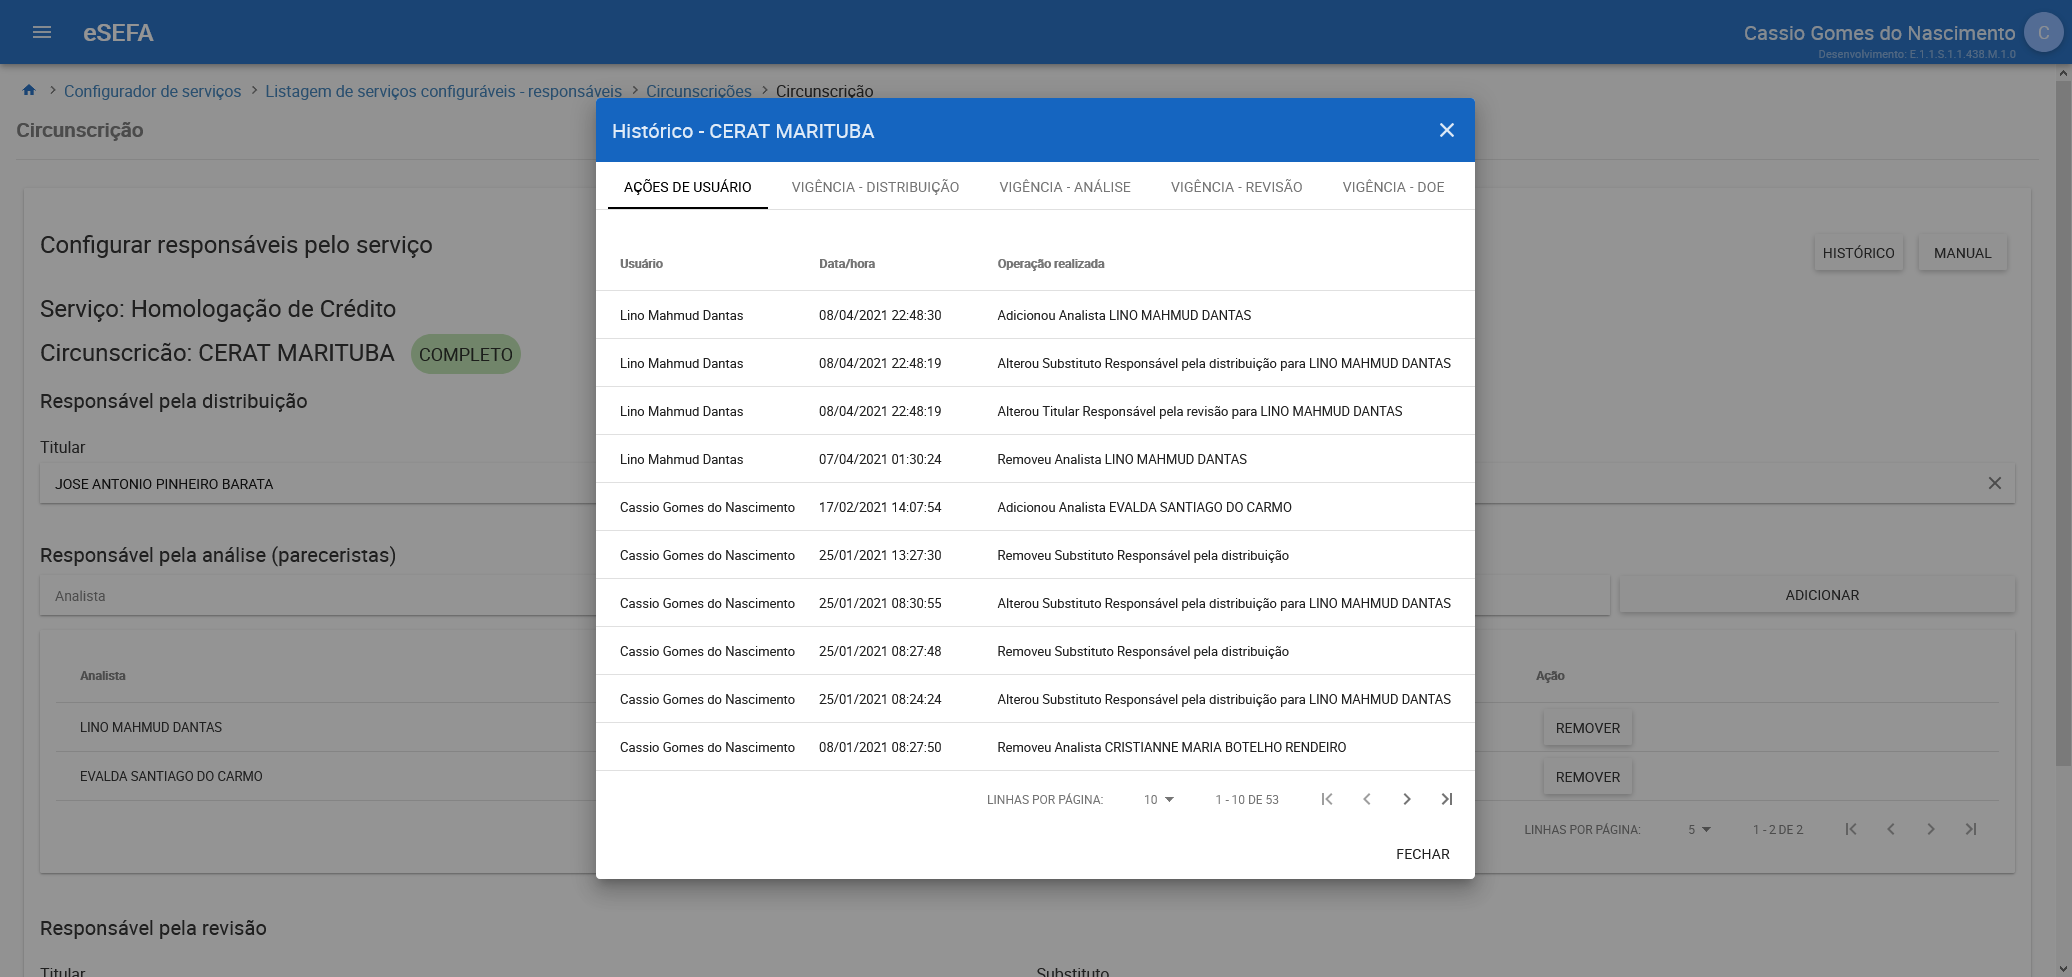 eSEFA
Cassio Gomes do Nascimento
C
Desenvolvimento: E.1.1.S.1.1.438.M.1.0
Configurador de serviços > Listagem de serviços configuráveis - responsáveis > Circunscrições > Circunscrição
Circunscrição
Histórico - CERAT MARITUBA
AÇÕES DE USUÁRIO VIGÊNCIA - DISTRIBUIÇÃO VIGÊNCIA - ANÁLISE VIGÊNCIA - REVISÃO VIGÊNCIA - DOE
Usuário Data/hora Operação realizada
Lino Mahmud Dantas 08/04/2021 22:48:30 Adicionou Analista LINO MAHMUD DANTAS
Lino Mahmud Dantas 08/04/2021 22:48:19 Alterou Substituto Responsável pela distribuição para LINO MAHMUD DANTAS
Lino Mahmud Dantas 08/04/2021 22:48:19 Alterou Titular Responsável pela revisão para LINO MAHMUD DANTAS
Lino Mahmud Dantas 07/04/2021 01:30:24 Removeu Analista LINO MAHMUD DANTAS
Cassio Gomes do Nascimento 17/02/2021 14:07:54 Adicionou Analista EVALDA SANTIAGO DO CARMO
Cassio Gomes do Nascimento 25/01/2021 13:27:30 Removeu Substituto Responsável pela distribuição
Cassio Gomes do Nascimento 25/01/2021 08:30:55 Alterou Substituto Responsável pela distribuição para LINO MAHMUD DANTAS
Cassio Gomes do Nascimento 25/01/2021 08:27:48 Removeu Substituto Responsável pela distribuição
Cassio Gomes do Nascimento 25/01/2021 08:24:24 Alterou Substituto Responsável pela distribuição para LINO MAHMUD DANTAS
Cassio Gomes do Nascimento 08/01/2021 08:27:50 Removeu Analista CRISTIANNE MARIA BOTELHO RENDEIRO
LINHAS POR PÁGINA: 10 1 - 10 DE 53
FECHAR
Configurar responsáveis pelo serviço
HISTÓRICO MANUAL
Serviço: Homologação de Crédito
Circunscricão: CERAT MARITUBA COMPLETO
Responsável pela distribuição
Titular
JOSE ANTONIO PINHEIRO BARATA
Responsável pela análise (pareceristas)
Analista ADICIONAR
Analista Ação
LINO MAHMUD DANTAS REMOVER
EVALDA SANTIAGO DO CARMO REMOVER
LINHAS POR PÁGINA: 5 1 - 2 DE 2
Responsável pela revisão
Titular Substituto